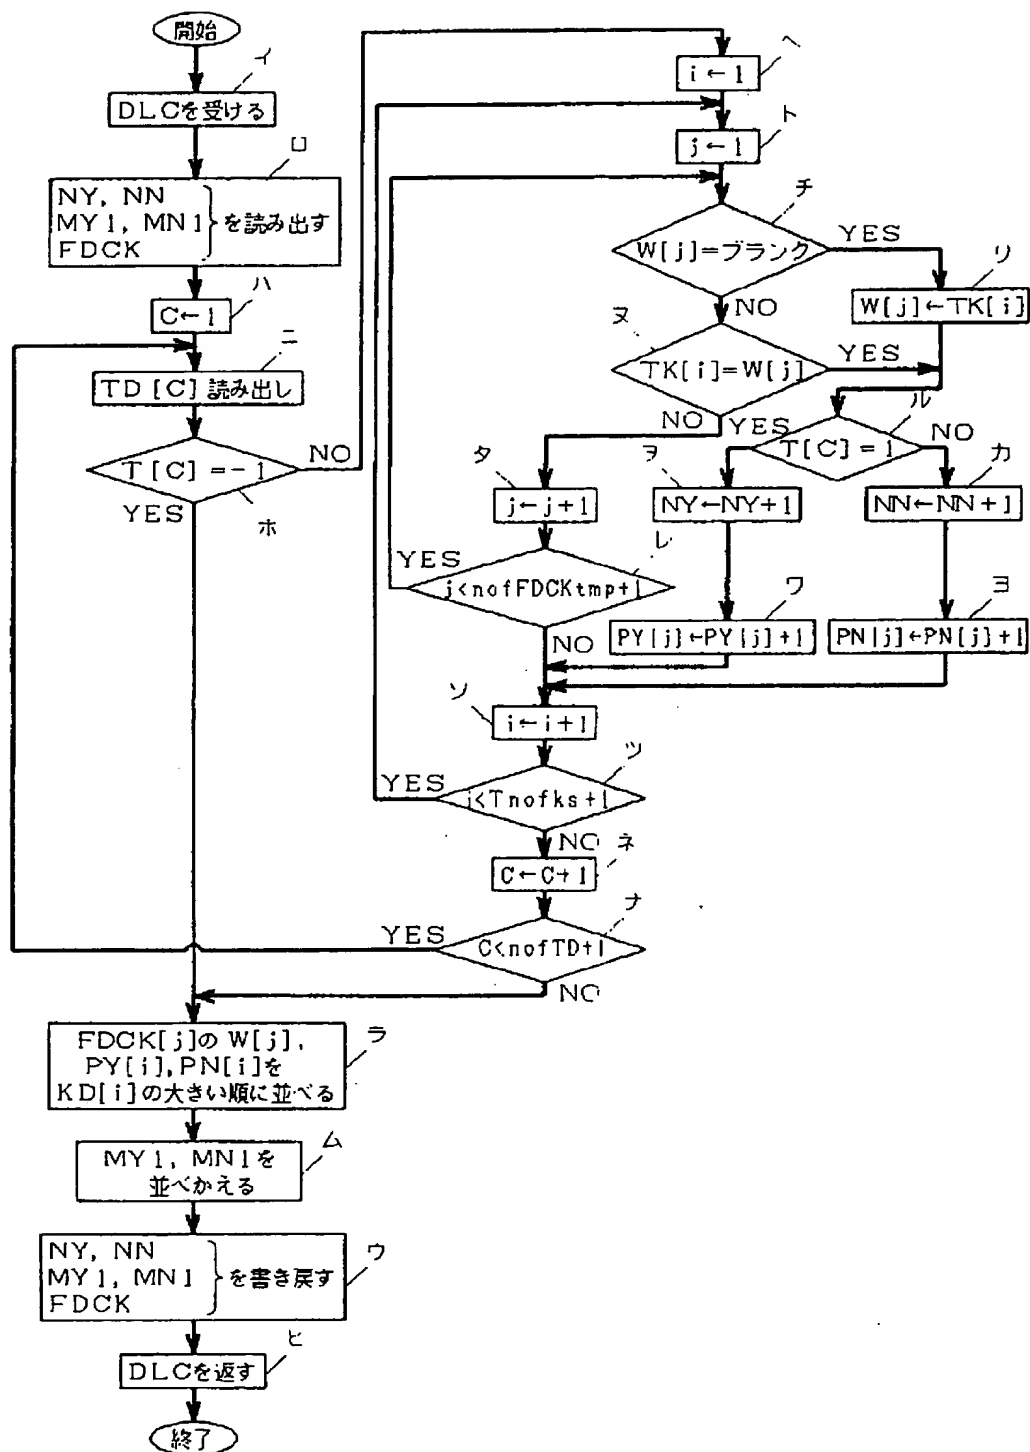 開始
イ
DLCを受ける
ロ
NY, NN
MY1, MN1
FDCK
を読み出す
ハ
C←1
ニ
TD[C]読み出し
T[C]=-1
NO
YES
ホ
ヘ
i←1
ト
j←1
チ
W[j]=ブランク
YES
NO
リ
W[j]←TK[i]
ヌ
TK[i]=W[j]
YES
NO
ル
T[C]=1
YES
NO
ヲ
NY←NY+1
カ
NN←NN+1
ワ
PY[j]←PY[j]+1
ヨ
PN[j]←PN[j]+1
タ
j←j+1
レ
j<nofFDCKtmp+1
YES
NO
ソ
i←i+1
ツ
i<Tnofks+1
YES
NO
ネ
C←C+1
ナ
C<nofTD+1
YES
NO
ラ
FDCK[j]のW[j],
PY[i],PN[i]を
KD[i]の大きい順に並べる
ム
MY1, MN1を
並べかえる
ウ
NY, NN
MY1, MN1
FDCK
を書き戻す
ヒ
DLCを返す
終了